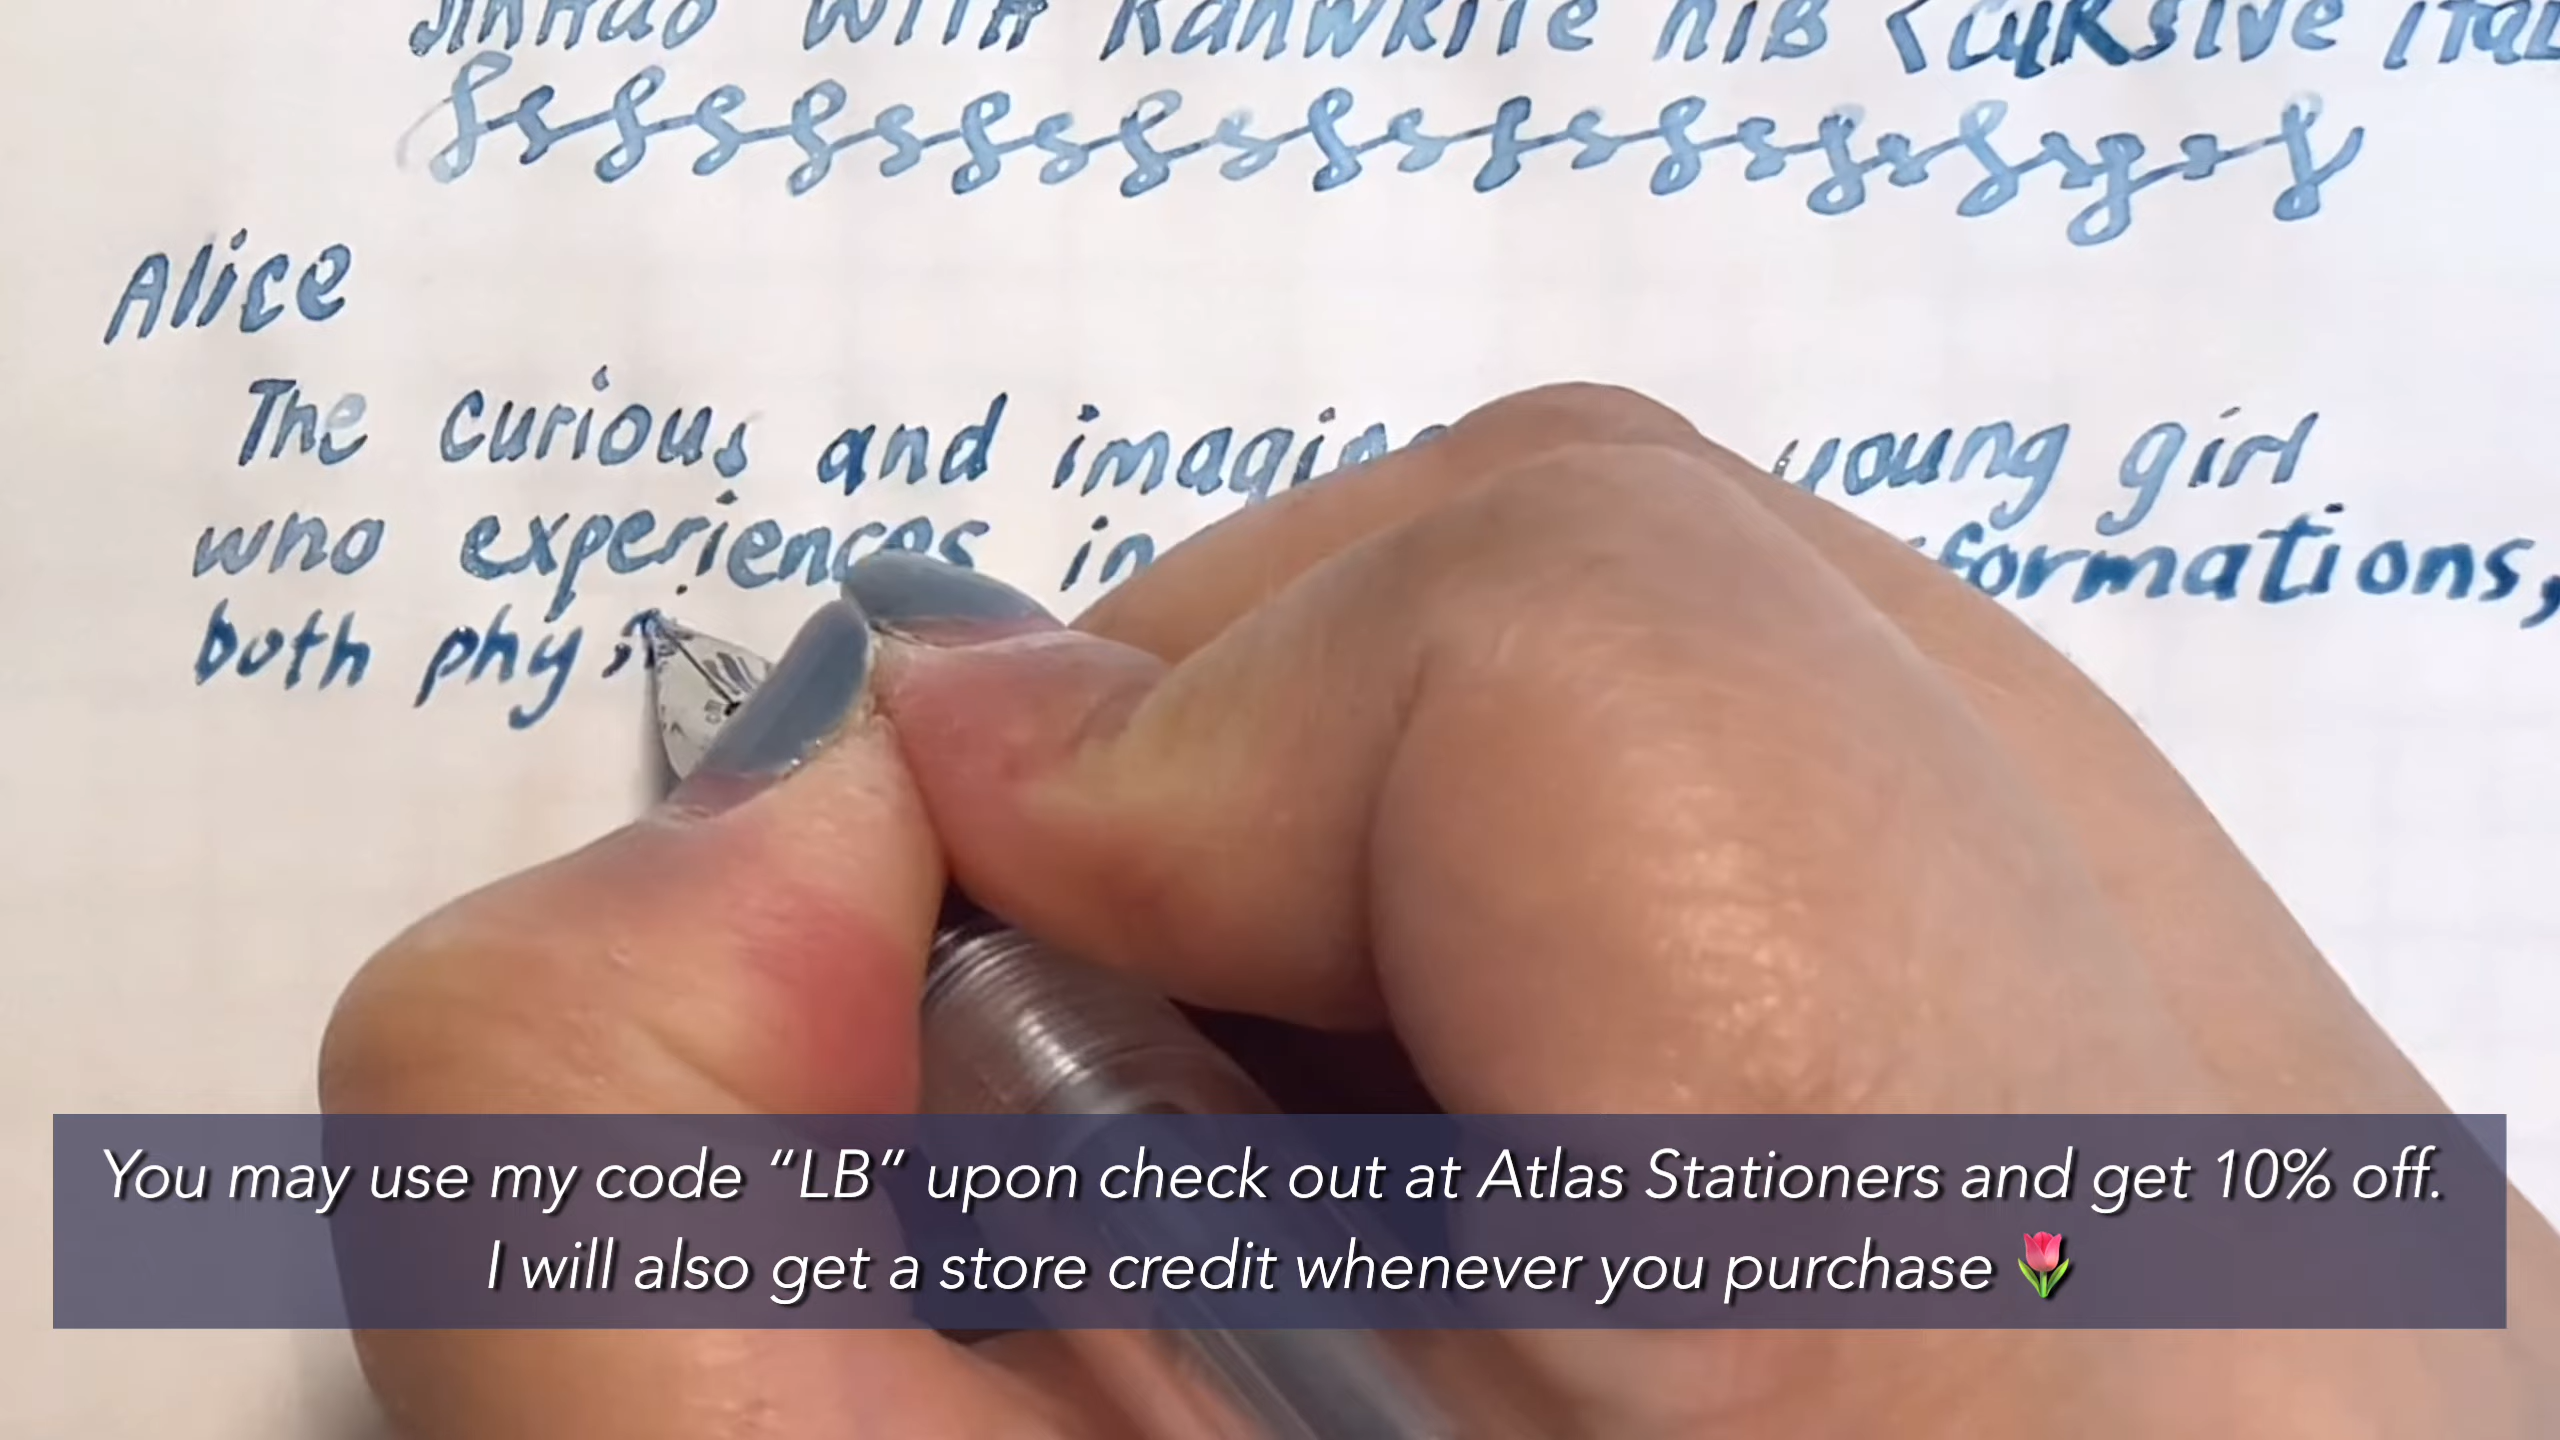 Jinhao with Kanwrite nib (cursive ital
Alice
The curious and young girl
who experiences formations,
both phy
You may use my code “LB” upon check out at Atlas Stationers and get 10% off.
I will also get a store credit whenever you purchase 🌷